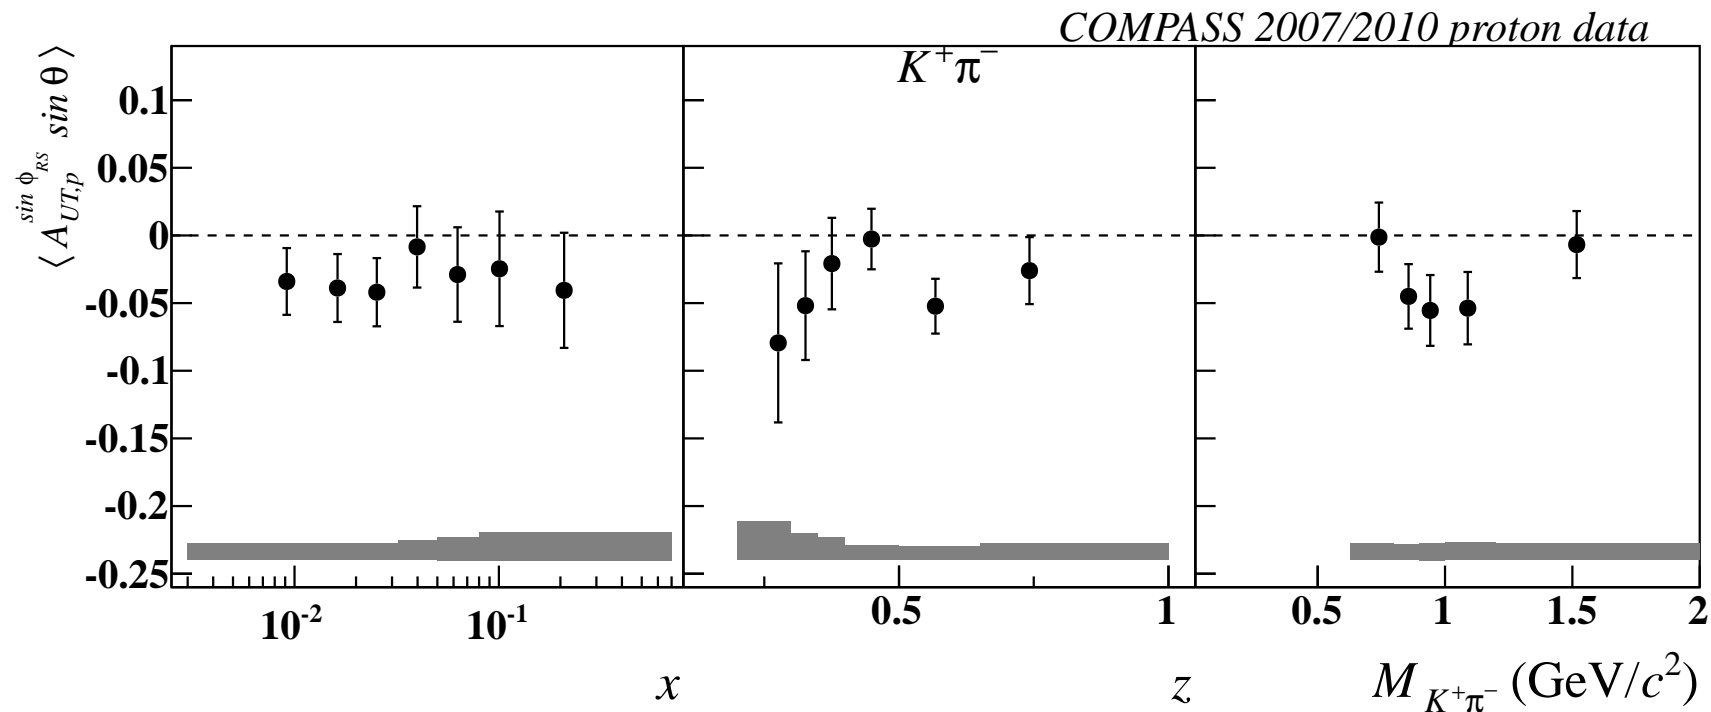 COMPASS 2007/2010 proton data
K⁺π⁻
⟨ A_{UT,p}^{sin ϕ_{RS}} sin θ ⟩
0.1
0.05
0
-0.05
-0.1
-0.15
-0.2
-0.25
10⁻² 10⁻¹ 0.5 1 0.5 1 1.5 2
x z M_{K⁺π⁻} (GeV/c²)